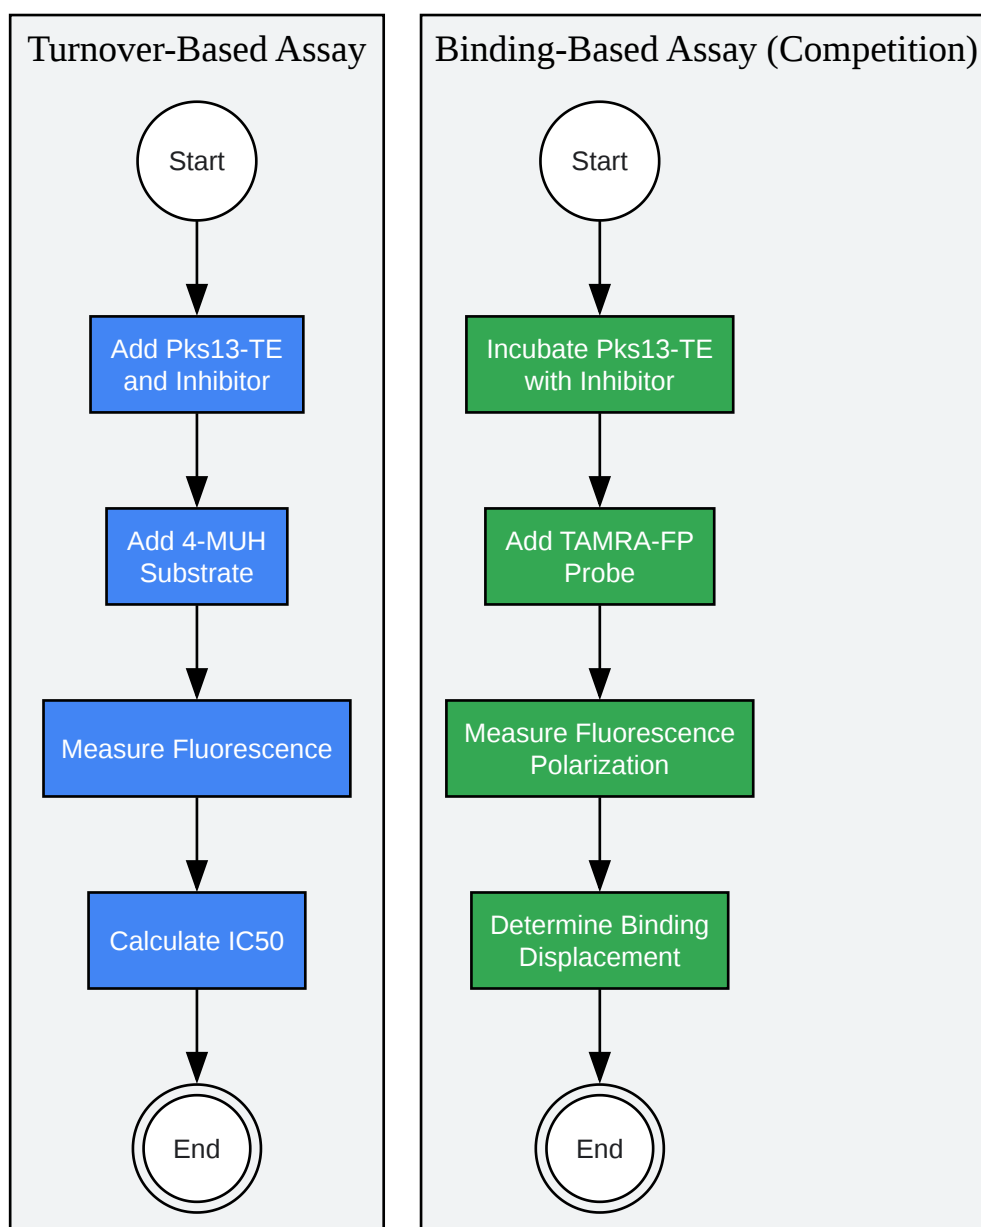 Turnover-Based Assay
Start
Add Pks13-TE
and Inhibitor
Add 4-MUH
Substrate
Measure Fluorescence
Calculate IC50
End
Binding-Based Assay (Competition)
Start
Incubate Pks13-TE
with Inhibitor
Add TAMRA-FP
Probe
Measure Fluorescence
Polarization
Determine Binding
Displacement
End